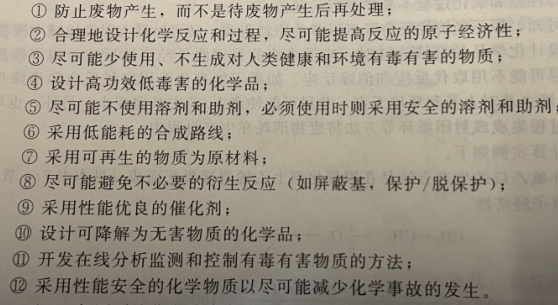 ① 防止废物产生，而不是待废物产生后再处理；
② 合理地设计化学反应和过程，尽可能提高反应的原子经济性；
③ 尽可能少使用、不生成对人类健康和环境有毒有害的物质；
④ 设计高功效低毒害的化学品；
⑤ 尽可能不使用溶剂和助剂，必须使用时则采用安全的溶剂和助剂；
⑥ 采用低能耗的合成路线；
⑦ 采用可再生的物质为原材料；
⑧ 尽可能避免不必要的衍生反应（如屏蔽基，保护/脱保护）；
⑨ 采用性能优良的催化剂；
⑩ 设计可降解为无害物质的化学品；
⑪ 开发在线分析监测和控制有毒有害物质的方法；
⑫ 采用性能安全的化学物质以尽可能减少化学事故的发生。